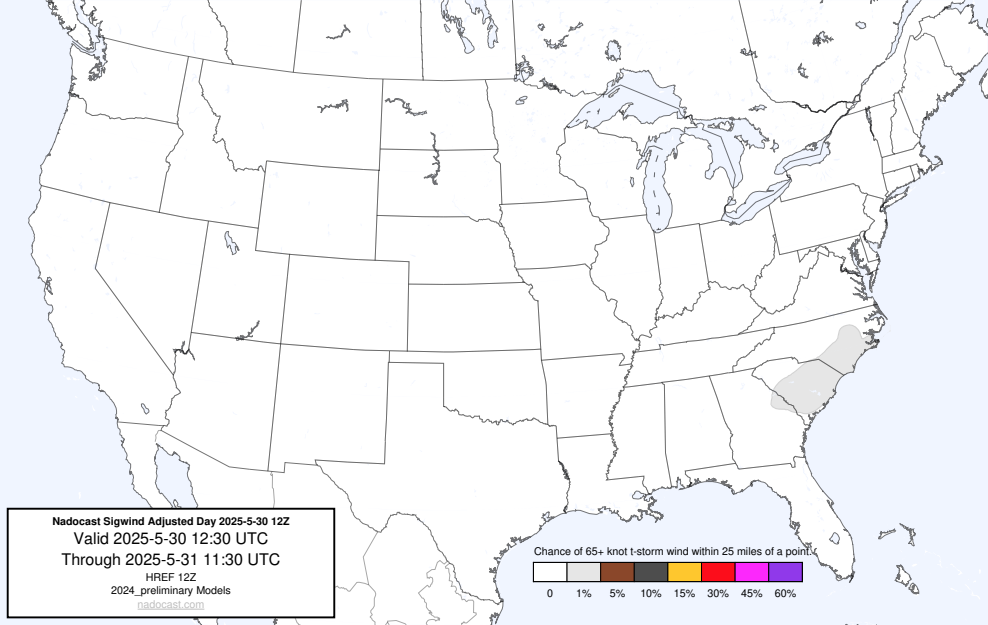 Nadocast Sigwind Adjusted Day 2025-5-30 12Z
Valid 2025-5-30 12:30 UTC
Through 2025-5-31 11:30 UTC
HREF 12Z
2024_preliminary Models
nadocast.com
Chance of 65+ knot t-storm wind within 25 miles of a point.
0 1% 5% 10% 15% 30% 45% 60%